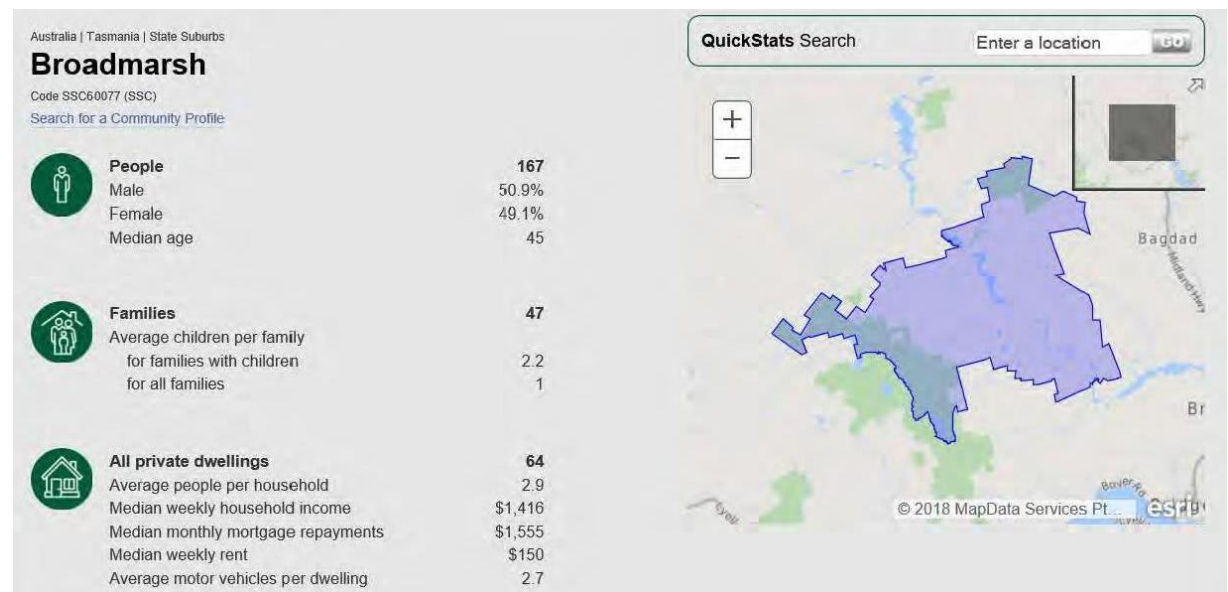 Australia | Tasmania | State Suburbs
Broadmarsh
Code SSC60077 (SSC)
Search for a Community Profile
People 167
Male 50.9%
Female 49.1%
Median age 45
Families 47
Average children per family
for families with children 2.2
for all families 1
All private dwellings 64
Average people per household 2.9
Median weekly household income $1,416
Median monthly mortgage repayments $1,555
Median weekly rent $150
Average motor vehicles per dwelling 2.7
QuickStats Search
Enter a location GO
+
−
Bagdad
Midland Hwy
Br
Lyell
© 2018 MapData Services Pt...
esri